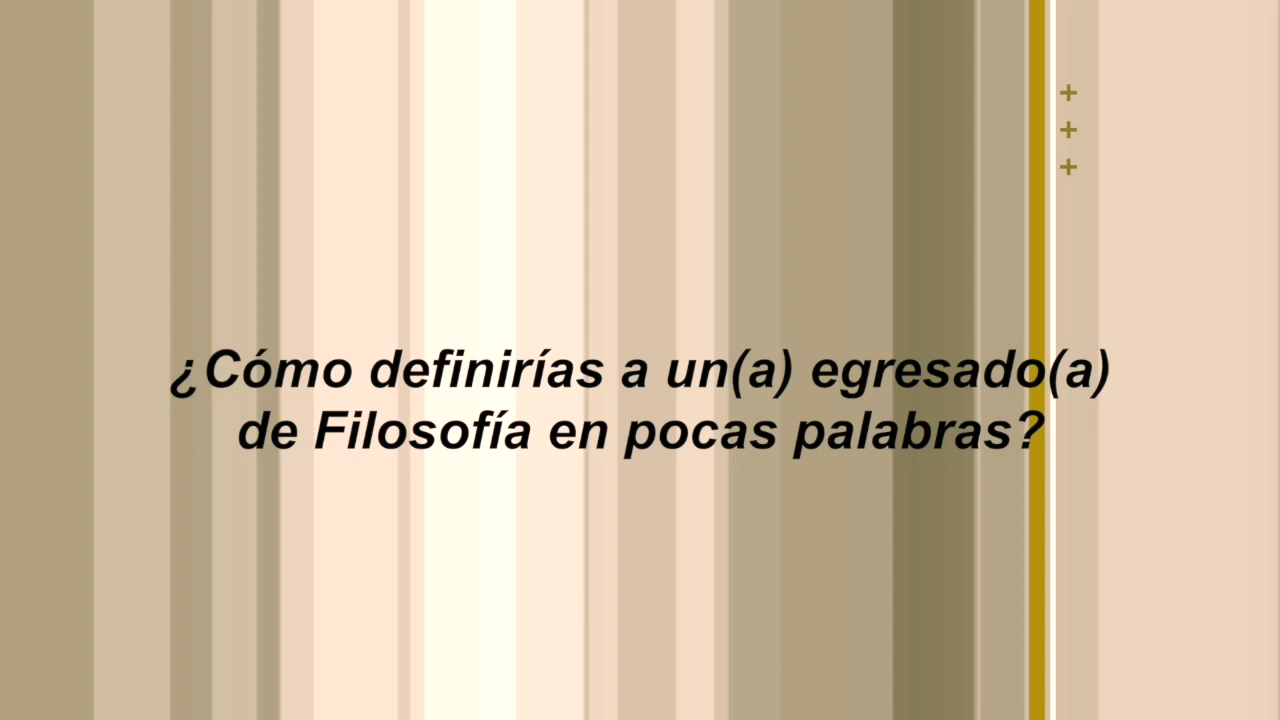 +
+
+
¿Cómo definirías a un(a) egresado(a)
de Filosofía en pocas palabras?